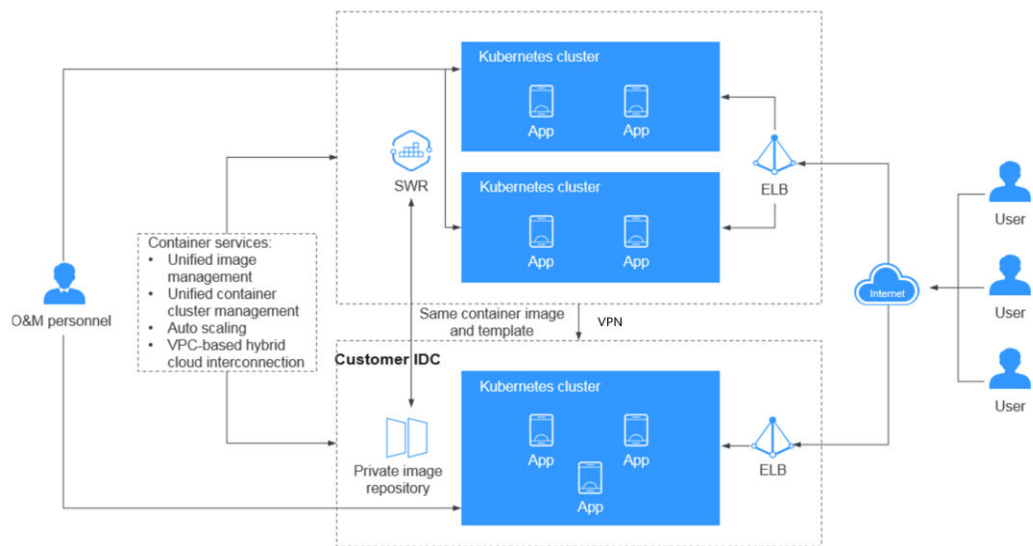 Kubernetes cluster
App
App
SWR
ELB
Kubernetes cluster
App
App
User
Container services:
• Unified image
management
• Unified container
cluster management
• Auto scaling
• VPC-based hybrid
cloud interconnection
O&M personnel
Internet
User
Same container image
and template
VPN
Customer IDC
Kubernetes cluster
App
App
App
Private image
repository
ELB
User